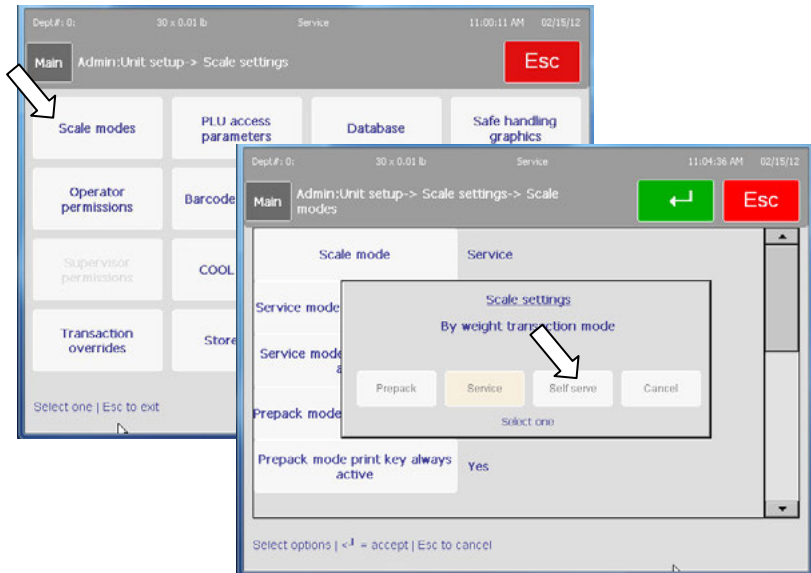 Dept.#: 0: 30 x 0.01 lb Service 11:00:11 AM 02/15/12
Main Admin:Unit setup-> Scale settings Esc
Scale modes
PLU access
parameters
Database
Safe handling
graphics
Operator
permissions
Barcode
Supervisor
permissions
COOL
Transaction
overrides
Store
Select one | Esc to exit
Dept.#: 0: 30 x 0.01 lb Service 11:04:36 AM 02/15/12
Main Admin:Unit setup-> Scale settings-> Scale
modes
Esc
Scale mode Service
Service mode
Service mode
a
Prepack mode
Prepack mode print key always
active
Yes
Scale settings
By weight transaction mode
Prepack Service Self serve Cancel
Select one
Select options | <┘ = accept | Esc to cancel